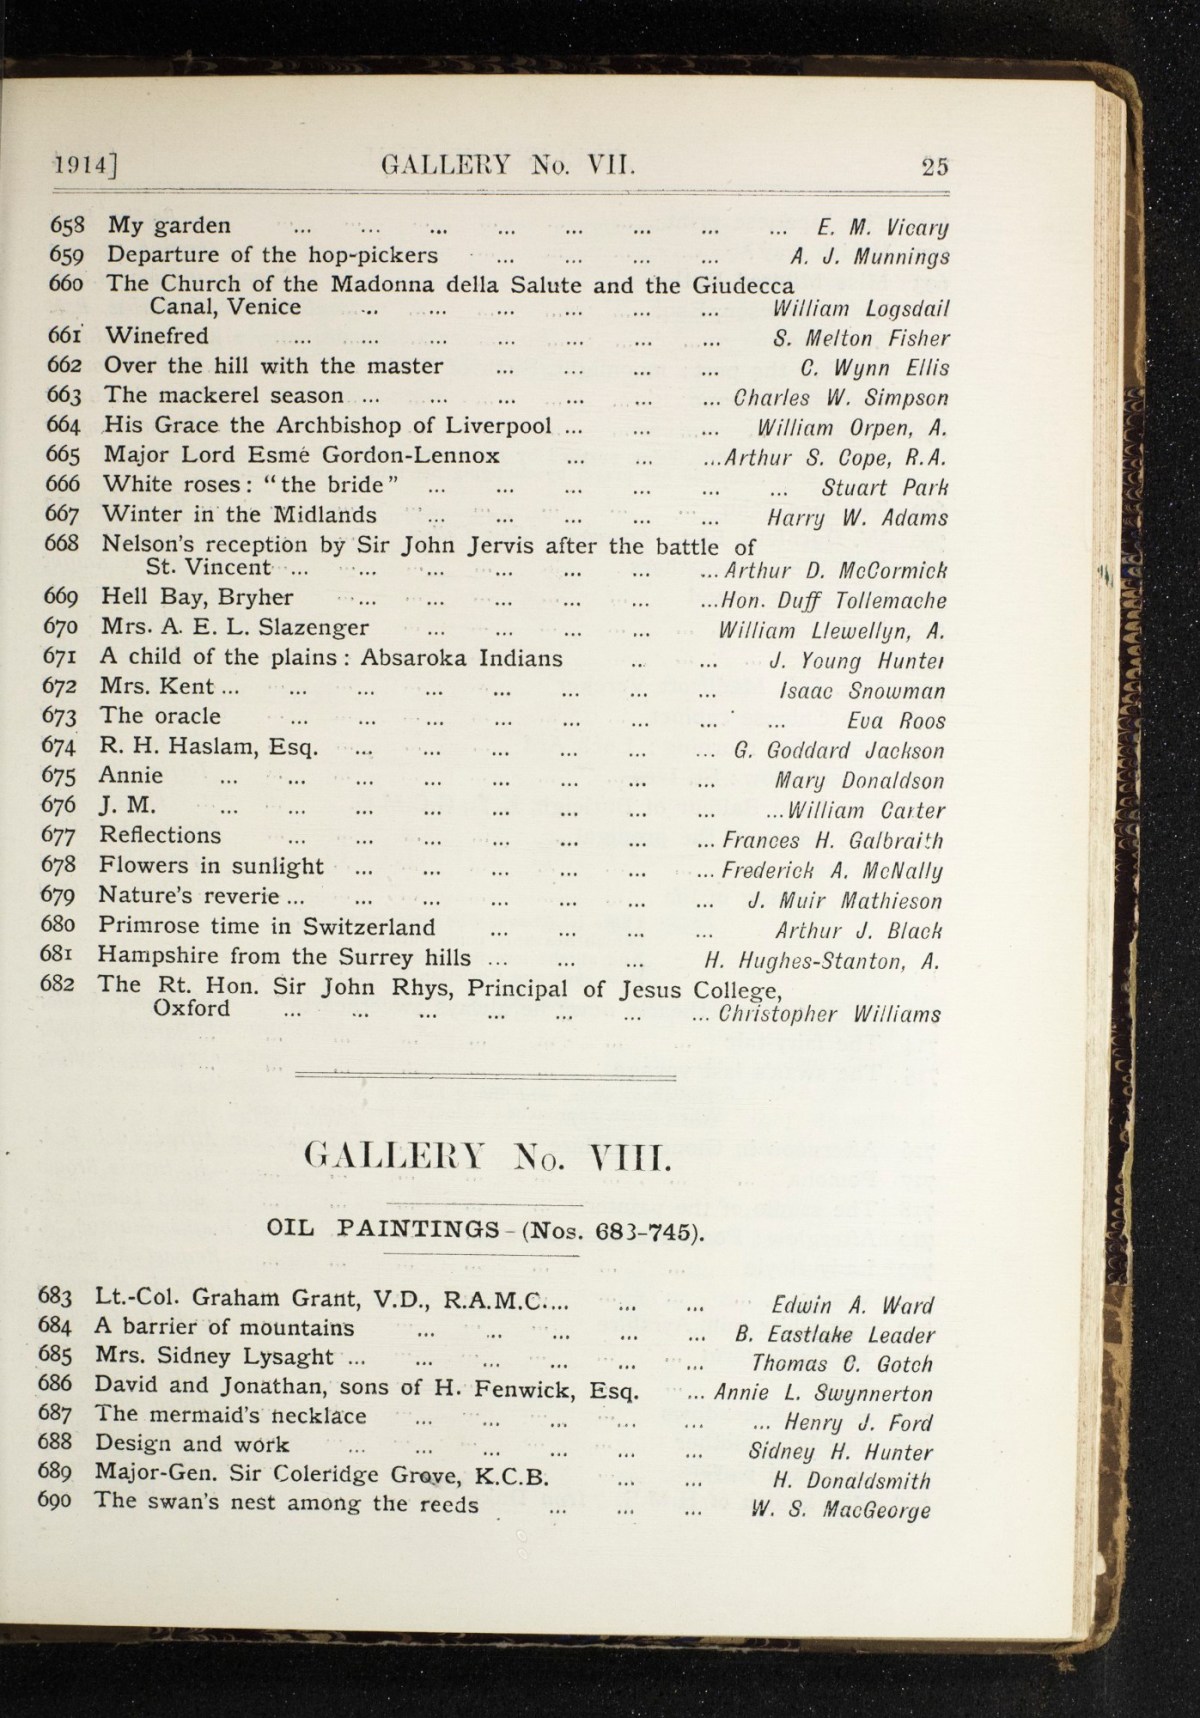 1914] GALLERY No. VII. 25
658 My garden ... ... ... ... ... ... ... ... E. M. Vicary
659 Departure of the hop-pickers ... ... ... ... A. J. Munnings
660 The Church of the Madonna della Salute and the Giudecca
Canal, Venice ... ... ... ... ... ... William Logsdail
661 Winefred ... ... ... ... ... ... ... S. Melton Fisher
662 Over the hill with the master ... ... ... ... C. Wynn Ellis
663 The mackerel season ... ... ... ... ... ... Charles W. Simpson
664 His Grace the Archbishop of Liverpool ... ... ... William Orpen, A.
665 Major Lord Esmé Gordon-Lennox ... ... ...Arthur S. Cope, R.A.
666 White roses: “the bride” ... ... ... ... ... ... Stuart Park
667 Winter in the Midlands ... ... ... ... ... Harry W. Adams
668 Nelson's reception by Sir John Jervis after the battle of
St. Vincent ... ... ... ... ... ... ...Arthur D. McCormick
669 Hell Bay, Bryher ... ... ... ... ... ...Hon. Duff Tollemache
670 Mrs. A. E. L. Slazenger ... ... ... ... William Llewellyn, A.
671 A child of the plains: Absaroka Indians ... ... J. Young Hunter
672 Mrs. Kent ... ... ... ... ... ... ... ... Isaac Snowman
673 The oracle ... ... ... ... ... ... ... ... Eva Roos
674 R. H. Haslam, Esq. ... ... ... ... ... ... G. Goddard Jackson
675 Annie ... ... ... ... ... ... ... ... Mary Donaldson
676 J. M. ... ... ... ... ... ... ... ... ...William Carter
677 Reflections ... ... ... ... ... ... ... Frances H. Galbraith
678 Flowers in sunlight ... ... ... ... ... ... Frederick A. McNally
679 Nature's reverie ... ... ... ... ... ... ... J. Muir Mathieson
680 Primrose time in Switzerland ... ... ... ... Arthur J. Black
681 Hampshire from the Surrey hills ... ... ... H. Hughes-Stanton, A.
682 The Rt. Hon. Sir John Rhys, Principal of Jesus College,
Oxford ... ... ... ... ... ... ... Christopher Williams
GALLERY No. VIII.
OIL PAINTINGS - (Nos. 683-745).
683 Lt.-Col. Graham Grant, V.D., R.A.M.C.... ... ... Edwin A. Ward
684 A barrier of mountains ... ... ... ... ... B. Eastlake Leader
685 Mrs. Sidney Lysaght ... ... ... ... ... ... Thomas C. Gotch
686 David and Jonathan, sons of H. Fenwick, Esq. ... Annie L. Swynnerton
687 The mermaid's necklace ... ... ... ... ... ... Henry J. Ford
688 Design and work ... ... ... ... ... ... Sidney H. Hunter
689 Major-Gen. Sir Coleridge Grove, K.C.B. ... ... H. Donaldsmith
690 The swan's nest among the reeds ... ... ... W. S. MacGeorge